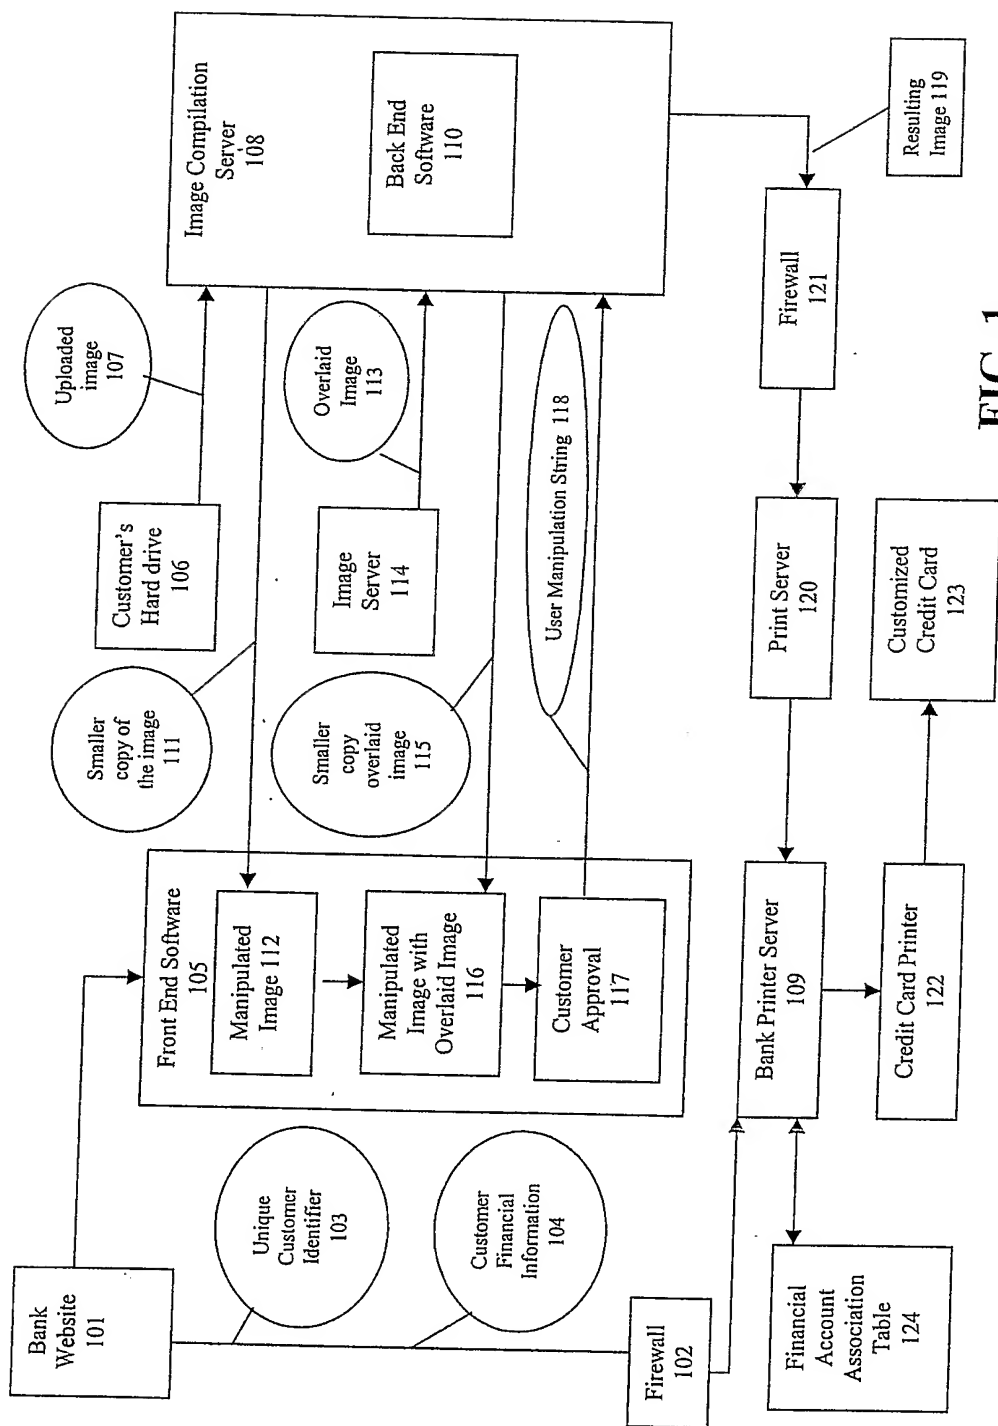 Bank
Website
101
Unique
Customer
Identifier
103
Customer
Financial
Information
104
Firewall
102
Front End Software
105
Manipulated
Image 112
Manipulated
Image with
Overlaid Image
116
Customer
Approval
117
Smaller
copy of
the image
111
Smaller
copy
overlaid
image
115
Customer's
Hard drive
106
Image
Server
114
Uploaded
image
107
Overlaid
Image
113
User Manipulation String 118
Image Compilation
Server
108
Back End
Software
110
Financial
Account
Association
Table
124
Bank Printer Server
109
Credit Card Printer
122
Print Server
120
Customized
Credit Card
123
Firewall
121
Resulting
Image 119
FIG. 1